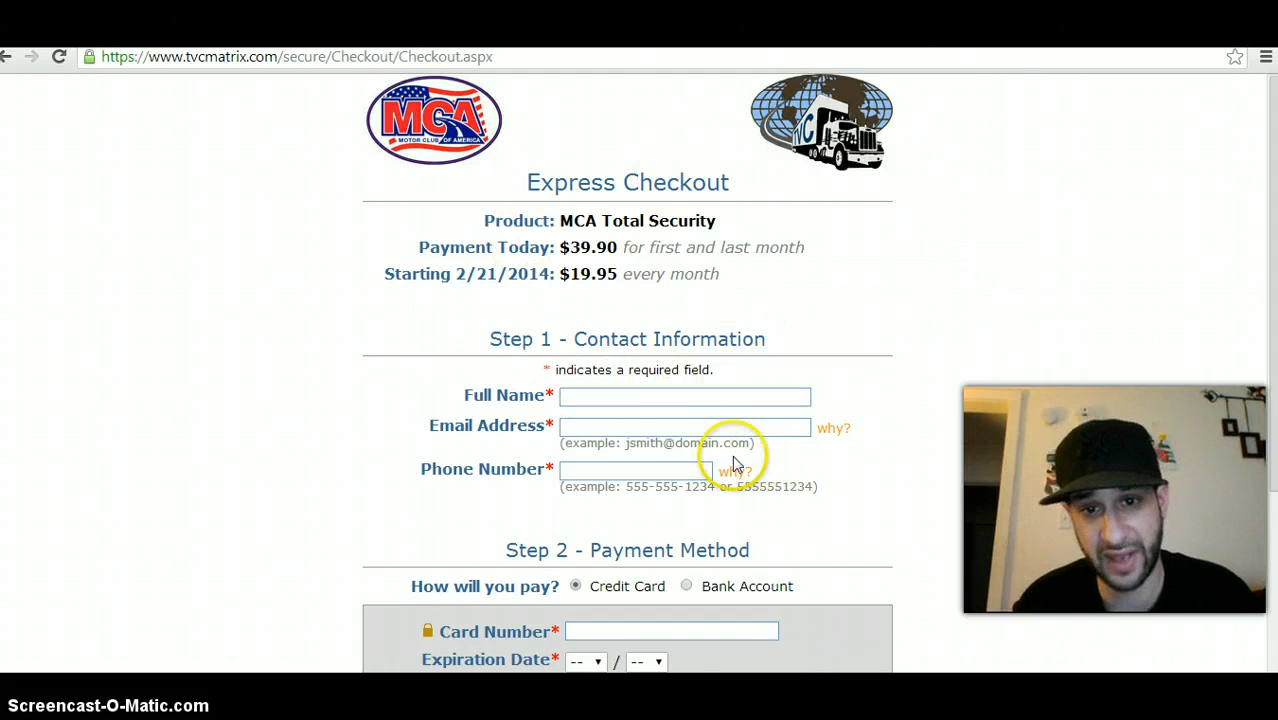 https://www.tvcmatrix.com/secure/Checkout/Checkout.aspx
MCA
MOTOR CLUB OF AMERICA
TVC
Express Checkout
Product: MCA Total Security
Payment Today: $39.90 for first and last month
Starting 2/21/2014: $19.95 every month
Step 1 - Contact Information
* indicates a required field.
Full Name*
Email Address* why?
(example: jsmith@domain.com)
Phone Number* why?
(example: 555-555-1234 or 5555551234)
Step 2 - Payment Method
How will you pay? Credit Card Bank Account
Card Number*
Expiration Date* -- / --
Screencast-O-Matic.com